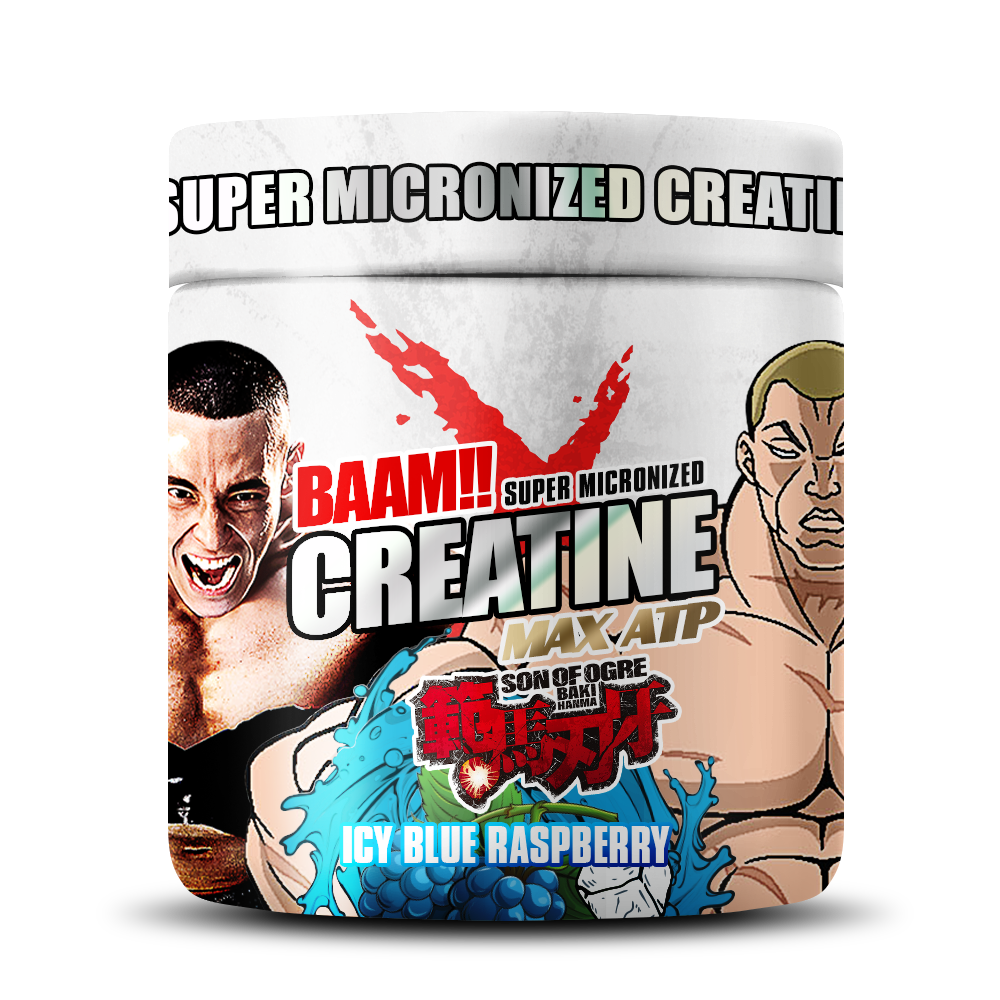 SUPER MICRONIZED CREATI
BAAM!!
SUPER MICRONIZED
CREATINE
MAX ATP
SON OF OGRE
BAKI
HANMA
範馬刃牙
ICY BLUE RASPBERRY